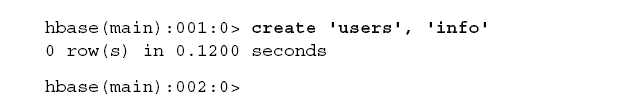 hbase(main):001:0> create 'users', 'info'
0 row(s) in 0.1200 seconds
hbase(main):002:0>